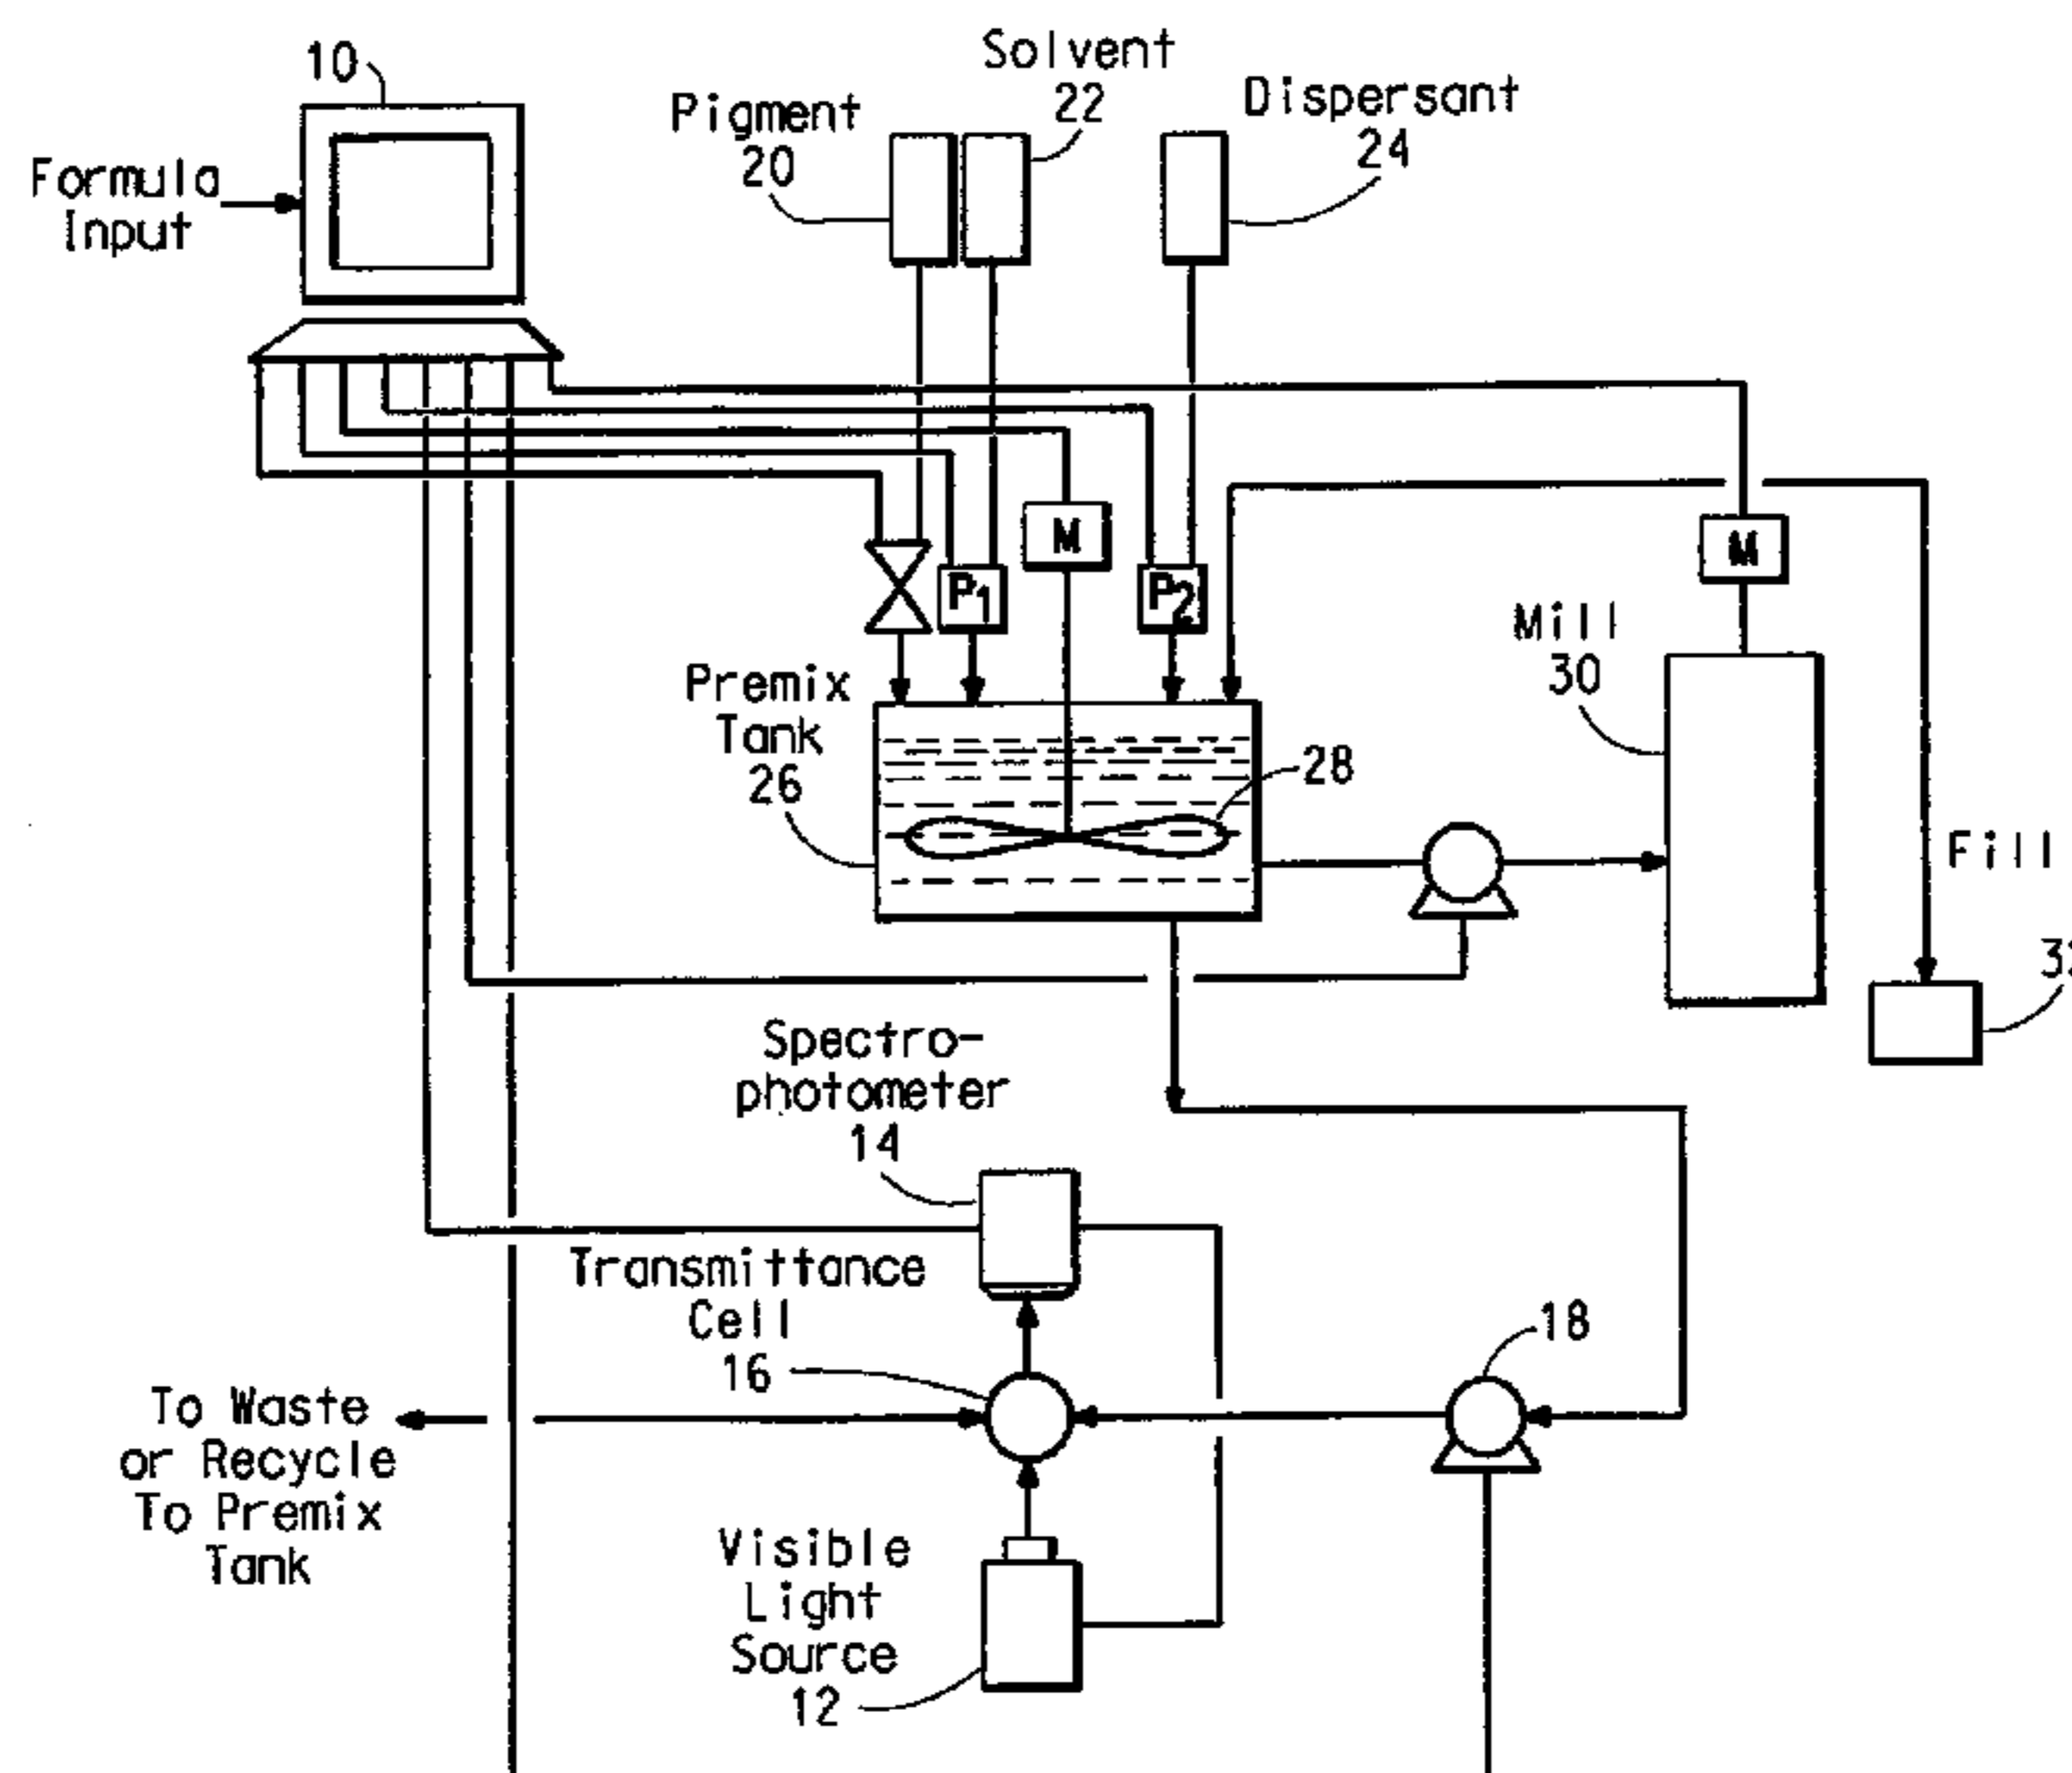 10
Formula
Input
Pigment
20
Solvent
22
Dispersant
24
M
P1
P2
M
Mill
30
Premix
Tank
26
28
Fill
Spectro-
photometer
14
Transmittance
Cell
16
18
To Waste
or Recycle
To Premix
Tank
Visible
Light
Source
12